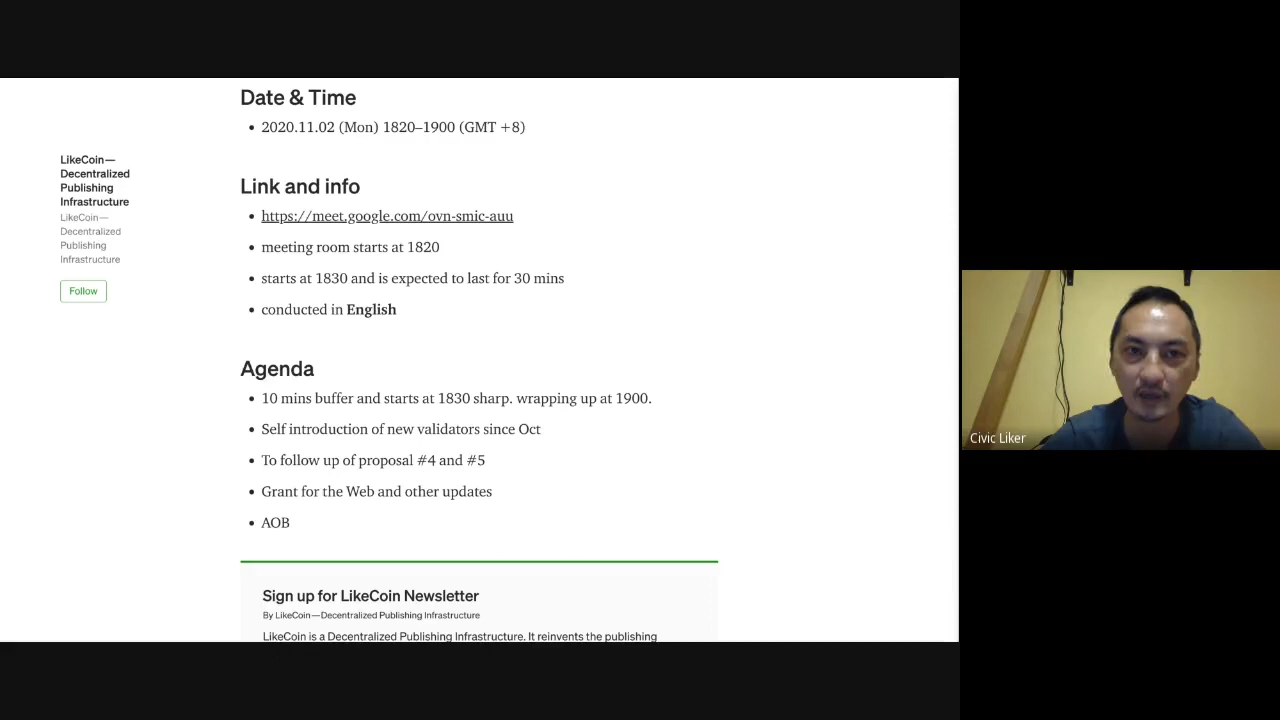 Date & Time
• 2020.11.02 (Mon) 1820–1900 (GMT +8)
LikeCoin—
Decentralized
Publishing
Infrastructure
LikeCoin—
Decentralized
Publishing
Infrastructure
Follow
Link and info
• https://meet.google.com/ovn-smic-auu
• meeting room starts at 1820
• starts at 1830 and is expected to last for 30 mins
• conducted in English
Agenda
• 10 mins buffer and starts at 1830 sharp. wrapping up at 1900.
• Self introduction of new validators since Oct
• To follow up of proposal #4 and #5
• Grant for the Web and other updates
• AOB
Sign up for LikeCoin Newsletter
By LikeCoin—Decentralized Publishing Infrastructure
LikeCoin is a Decentralized Publishing Infrastructure. It reinvents the publishing
Civic Liker